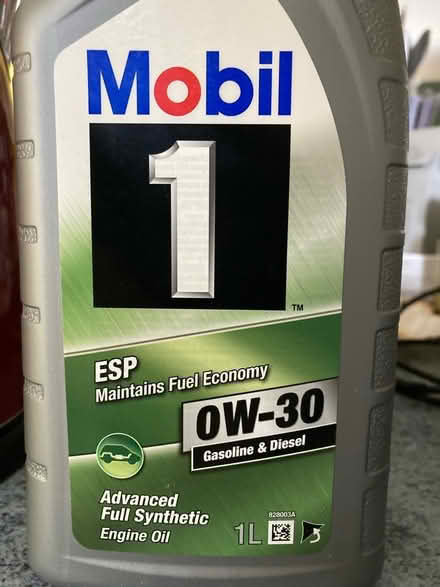 Mobil
1
™
ESP
Maintains Fuel Economy
0W-30
Gasoline & Diesel
Advanced
Full Synthetic
Engine Oil
828003A
1L